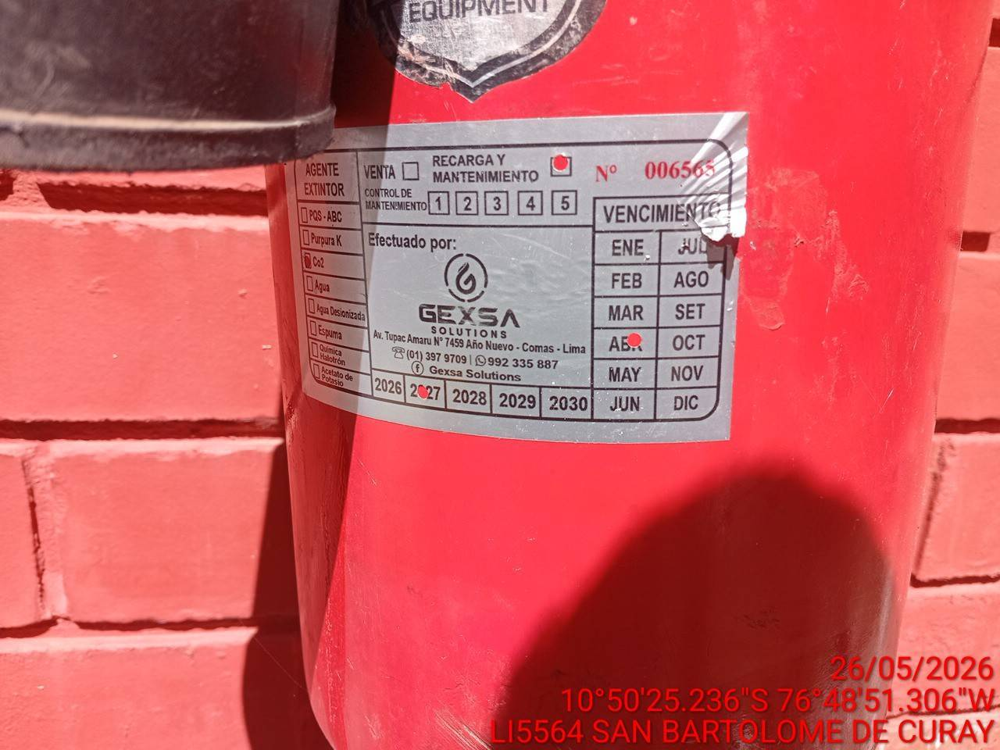 EQUIPMENT
AGENTE EXTINTOR
PQS - ABC
Purpura K
Co2
Agua
Agua Desionizada
Espuma
Química Halotrón
Acetato de Potasio
VENTA
RECARGA Y MANTENIMIENTO
Nº 006565
CONTROL DE MANTENIMIENTO 1 2 3 4 5
Efectuado por:
GEXSA
SOLUTIONS
Av. Tupac Amaru Nº 7459 Año Nuevo - Comas - Lima
(01) 397 9709 | 992 335 887
Gexsa Solutions
2026 2027 2028 2029 2030
VENCIMIENTO
ENE JUL
FEB AGO
MAR SET
ABR OCT
MAY NOV
JUN DIC
26/05/2026
10°50'25.236"S 76°48'51.306"W
LI5564 SAN BARTOLOME DE CURAY